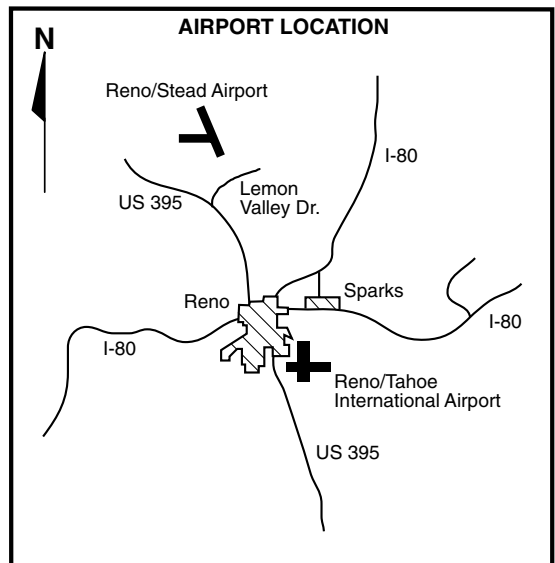 AIRPORT LOCATION
N
Reno/Stead Airport
I-80
Lemon
Valley Dr.
US 395
Reno
Sparks
I-80
I-80
Reno/Tahoe
International Airport
US 395